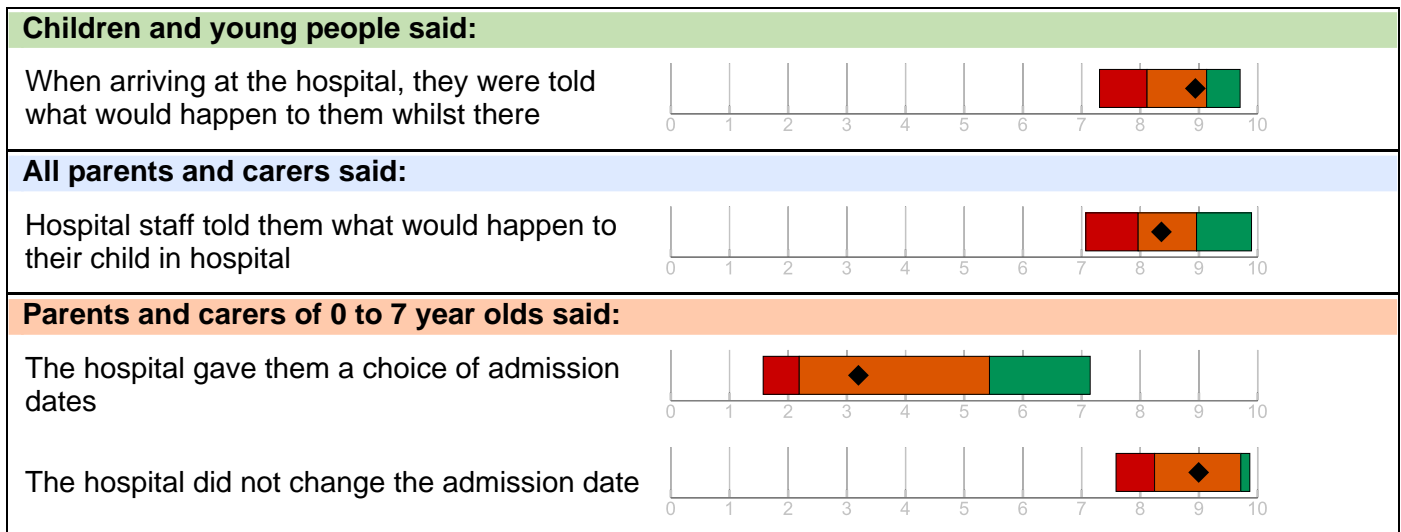 Children and young people said:
When arriving at the hospital, they were told
what would happen to them whilst there
0 1 2 3 4 5 6 7 8 9 10
All parents and carers said:
Hospital staff told them what would happen to
their child in hospital
0 1 2 3 4 5 6 7 8 9 10
Parents and carers of 0 to 7 year olds said:
The hospital gave them a choice of admission
dates
0 1 2 3 4 5 6 7 8 9 10
The hospital did not change the admission date
0 1 2 3 4 5 6 7 8 9 10